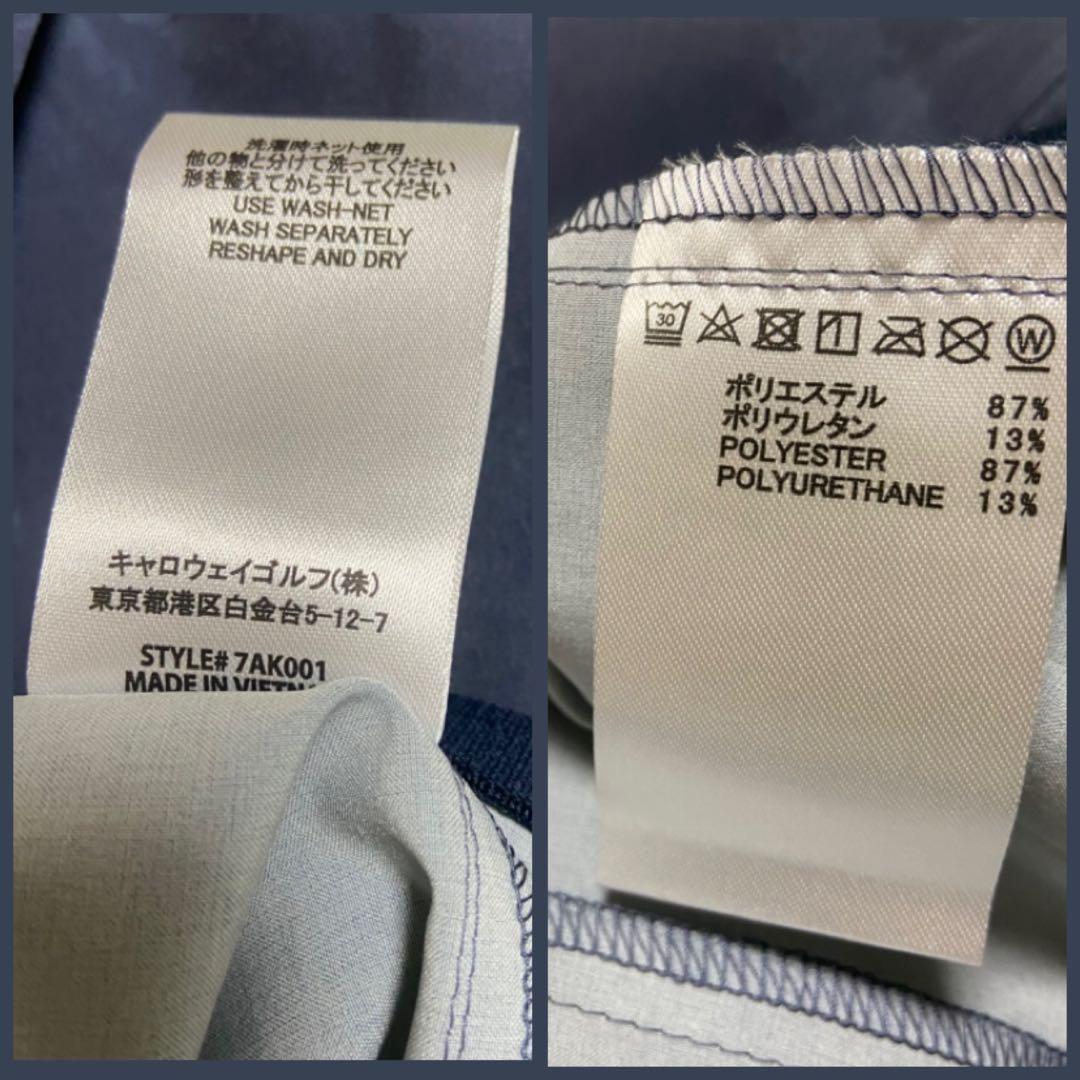 洗濯時ネット使用
他の物と分けて洗ってください
形を整えてから干してください
USE WASH-NET
WASH SEPARATELY
RESHAPE AND DRY
キャロウェイゴルフ(株)
東京都港区白金台5-12-7
STYLE# 7AK001
MADE IN
30
W
ポリエステル 87%
ポリウレタン 13%
POLYESTER 87%
POLYURETHANE 13%